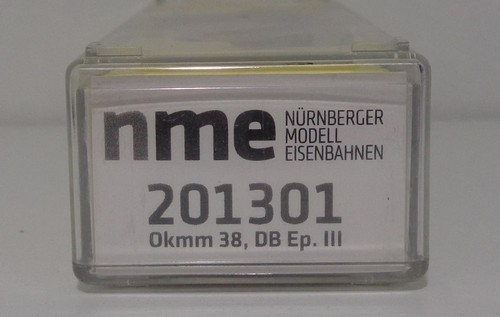 nme NÜRNBERGER
MODELL
EISENBAHNEN
201301
Okmm 38, DB Ep. III